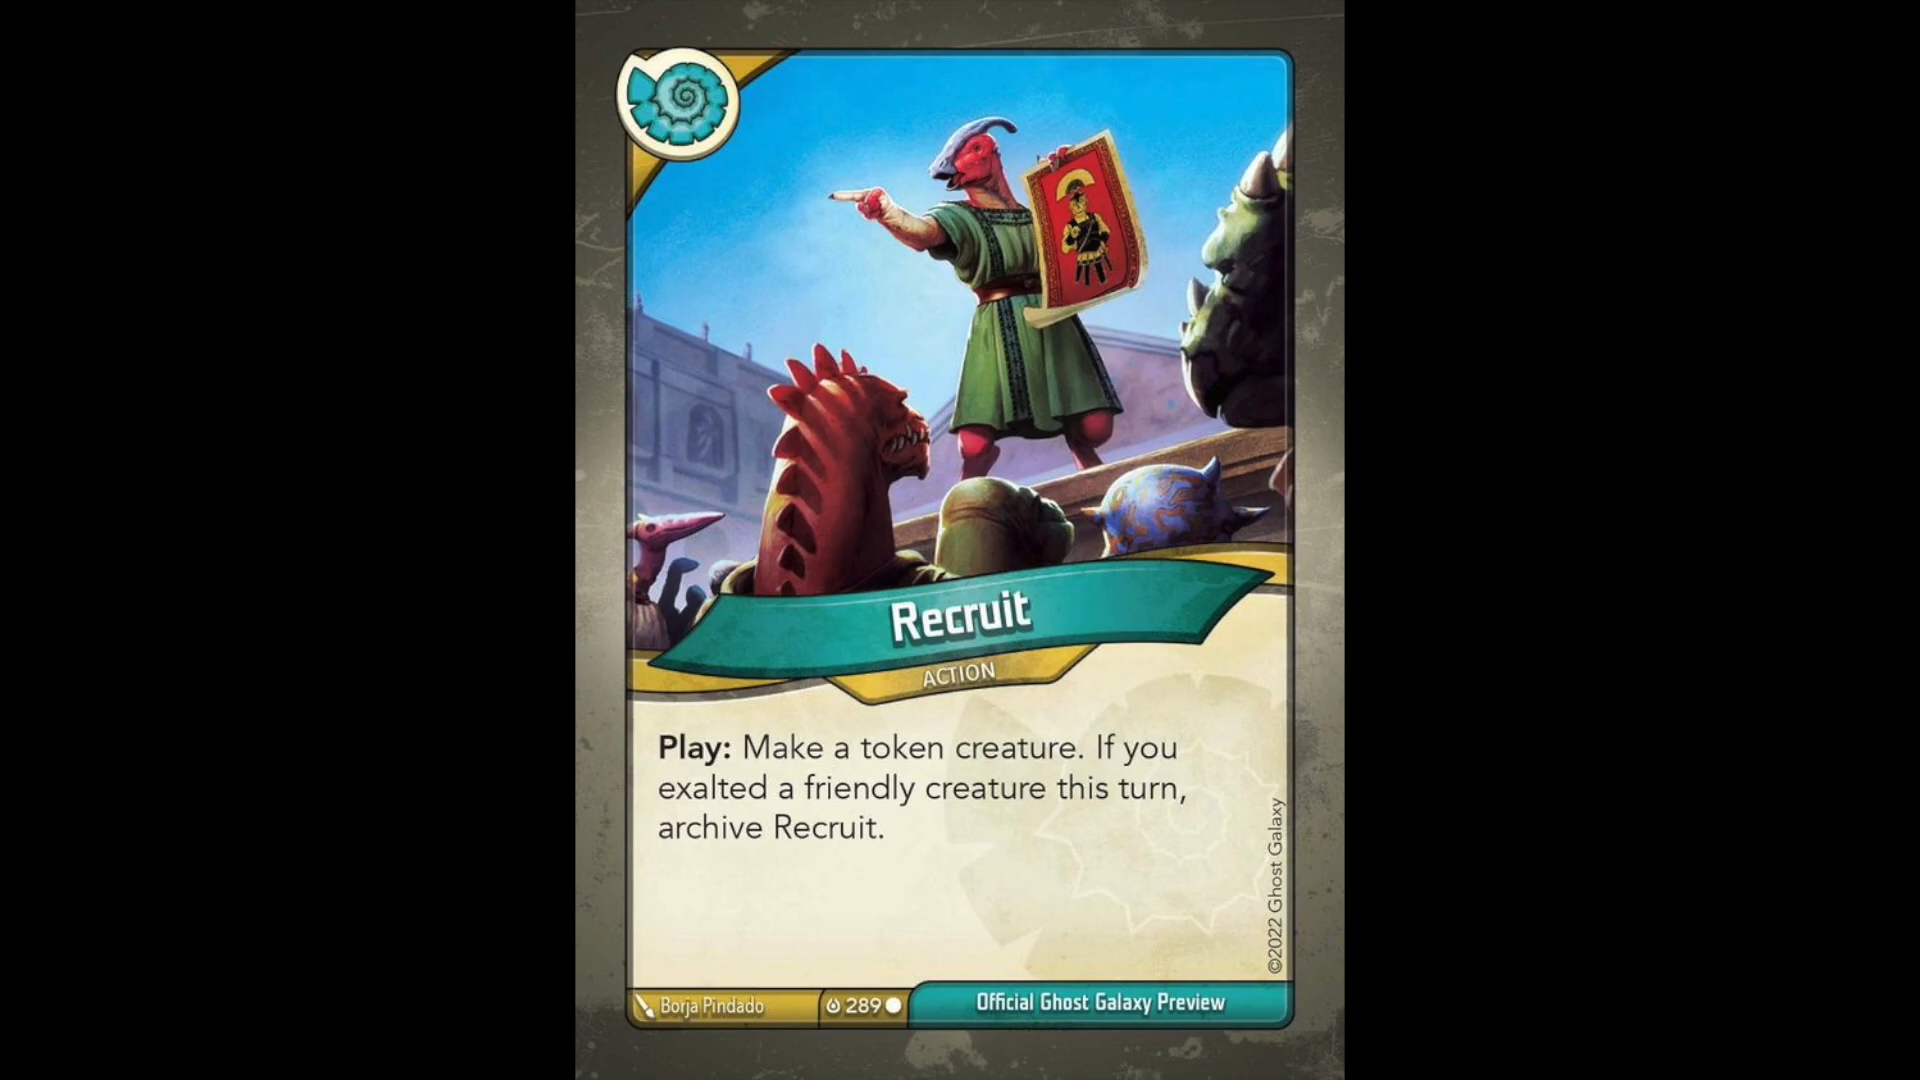 Recruit
ACTION
Play: Make a token creature. If you
exalted a friendly creature this turn,
archive Recruit.
©2022 Ghost Galaxy
Borja Pindado
289
Official Ghost Galaxy Preview